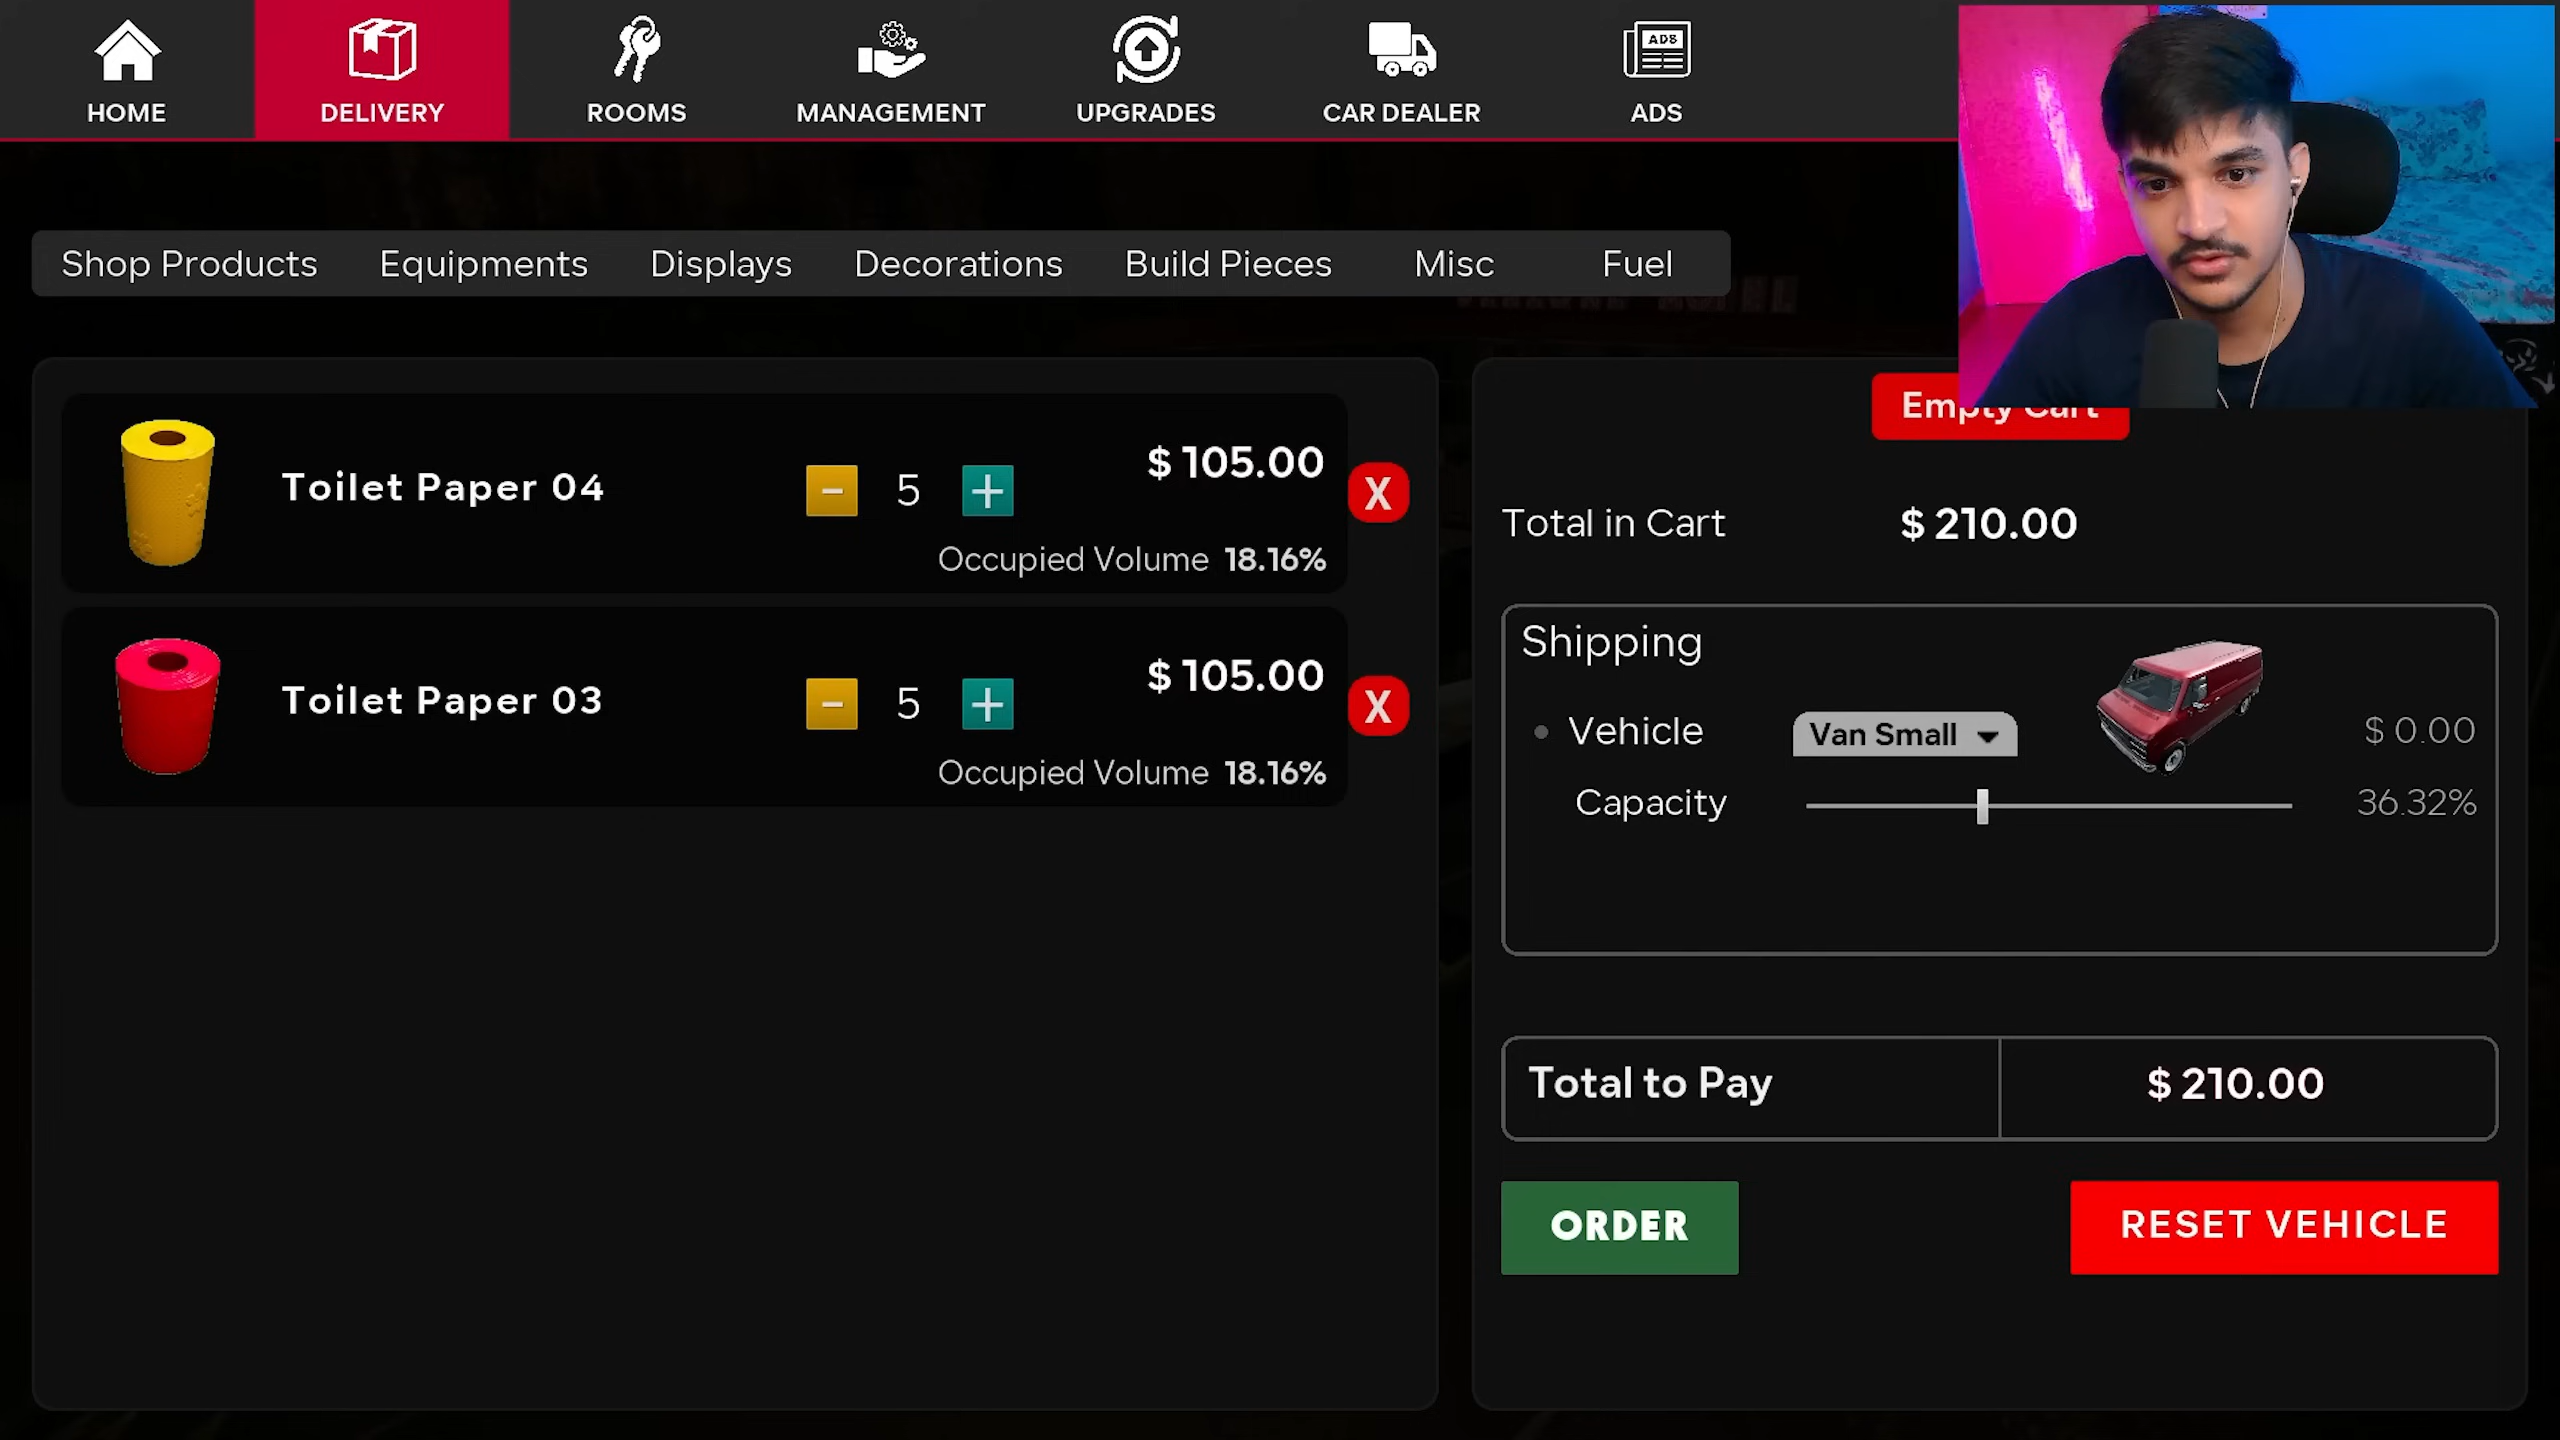 HOME
DELIVERY
ROOMS
MANAGEMENT
UPGRADES
CAR DEALER
ADS
ADS
Shop Products
Equipments
Displays
Decorations
Build Pieces
Misc
Fuel
Toilet Paper 04
- 5 +
$ 105.00
X
Occupied Volume 18.16%
Toilet Paper 03
- 5 +
$ 105.00
X
Occupied Volume 18.16%
Empty Cart
Total in Cart $ 210.00
Shipping
Vehicle Van Small $ 0.00
Capacity 36.32%
Total to Pay $ 210.00
ORDER
RESET VEHICLE